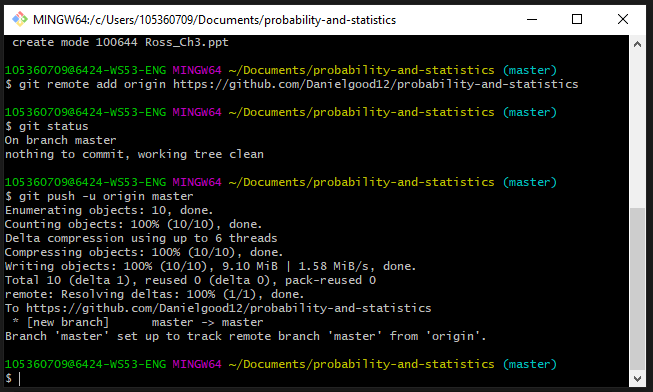 MINGW64:/c/Users/105360709/Documents/probability-and-statistics
create mode 100644 Ross_Ch3.ppt
105360709@6424-WS53-ENG MINGW64 ~/Documents/probability-and-statistics (master)
$ git remote add origin https://github.com/Danielgood12/probability-and-statistics
105360709@6424-WS53-ENG MINGW64 ~/Documents/probability-and-statistics (master)
$ git status
On branch master
nothing to commit, working tree clean
105360709@6424-WS53-ENG MINGW64 ~/Documents/probability-and-statistics (master)
$ git push -u origin master
Enumerating objects: 10, done.
Counting objects: 100% (10/10), done.
Delta compression using up to 6 threads
Compressing objects: 100% (10/10), done.
Writing objects: 100% (10/10), 9.10 MiB | 1.58 MiB/s, done.
Total 10 (delta 1), reused 0 (delta 0), pack-reused 0
remote: Resolving deltas: 100% (1/1), done.
To https://github.com/Danielgood12/probability-and-statistics
 * [new branch]      master -> master
Branch 'master' set up to track remote branch 'master' from 'origin'.
105360709@6424-WS53-ENG MINGW64 ~/Documents/probability-and-statistics (master)
$